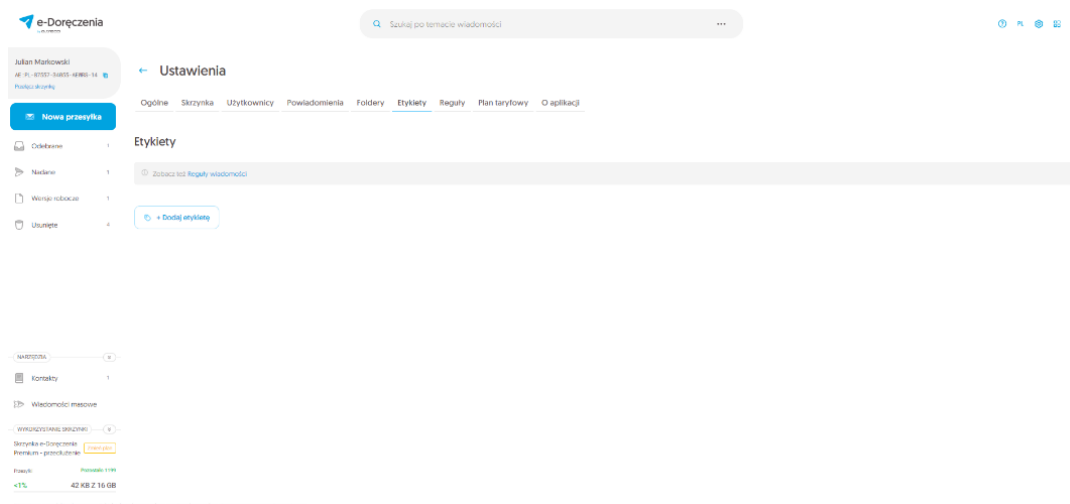 e-Doręczenia
Szukaj po temacie wiadomości
PL
Julian Markowski
Ustawienia
Nowa przesyłka
Ogólne Skrzynka Użytkownicy Powiadomienia Foldery Etykiety Reguły Plan taryfowy O aplikacji
Odebrane 1
Etykiety
Nadane 1
Zobacz też Reguły wiadomości
Wersje robocze 1
+ Dodaj etykietę
Usunięte 4
NARZĘDZIA
Kontakty 1
Wiadomości masowe
WYKORZYSTANIE SKRZYNKI
Skrzynka e-Doręczenia
Premium - przedłużenie
<1% 42 KB Z 16 GB